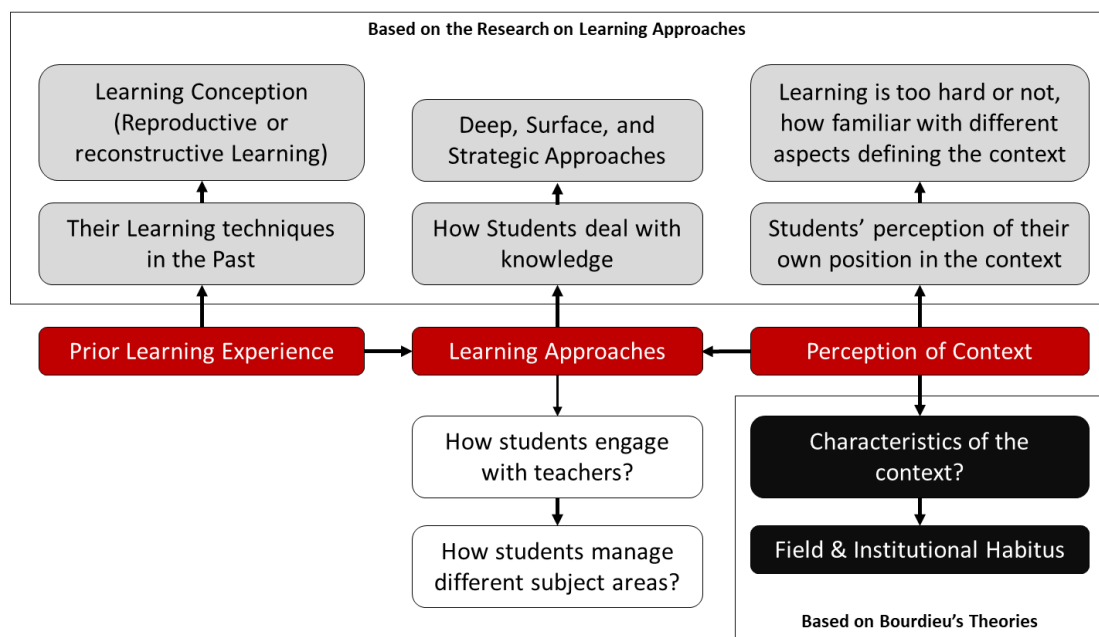 Based on the Research on Learning Approaches
Learning Conception
(Reproductive or
reconstructive Learning)
Deep, Surface, and
Strategic Approaches
Learning is too hard or not,
how familiar with different
aspects defining the context
Their Learning techniques
in the Past
How Students deal with
knowledge
Students’ perception of their
own position in the context
Prior Learning Experience
Learning Approaches
Perception of Context
How students engage
with teachers?
Characteristics of the
context?
How students manage
different subject areas?
Field & Institutional Habitus
Based on Bourdieu’s Theories